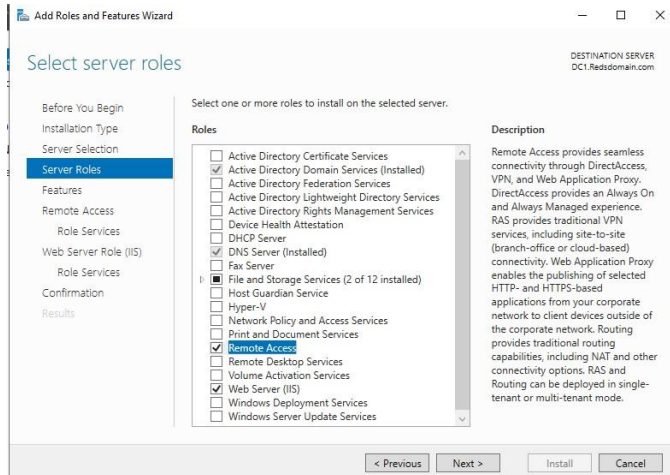 Add Roles and Features Wizard
Select server roles
DESTINATION SERVER
DC1.Redsdomain.com
Before You Begin
Installation Type
Server Selection
Server Roles
Features
Remote Access
Role Services
Web Server Role (IIS)
Role Services
Confirmation
Results
Select one or more roles to install on the selected server.
Roles
Active Directory Certificate Services
Active Directory Domain Services (Installed)
Active Directory Federation Services
Active Directory Lightweight Directory Services
Active Directory Rights Management Services
Device Health Attestation
DHCP Server
DNS Server (Installed)
Fax Server
File and Storage Services (2 of 12 installed)
Host Guardian Service
Hyper-V
Network Policy and Access Services
Print and Document Services
Remote Access
Remote Desktop Services
Volume Activation Services
Web Server (IIS)
Windows Deployment Services
Windows Server Update Services
Description
Remote Access provides seamless
connectivity through DirectAccess,
VPN, and Web Application Proxy.
DirectAccess provides an Always On
and Always Managed experience.
RAS provides traditional VPN
services, including site-to-site
(branch-office or cloud-based)
connectivity. Web Application Proxy
enables the publishing of selected
HTTP- and HTTPS-based
applications from your corporate
network to client devices outside of
the corporate network. Routing
provides traditional routing
capabilities, including NAT and other
connectivity options. RAS and
Routing can be deployed in single-
tenant or multi-tenant mode.
< Previous
Next >
Install
Cancel